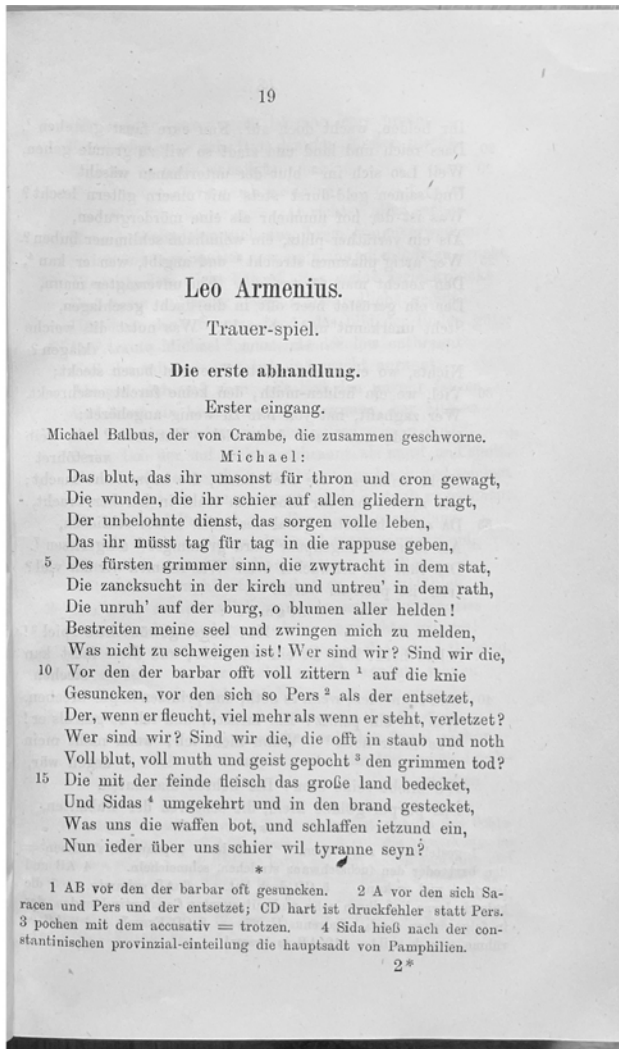 19
Leo Armenius.
Trauer-spiel.
Die erste abhandlung.
Erster eingang.
Michael Balbus, der von Crambe, die zusammen geschworne.
Michael:
Das blut, das ihr umsonst für thron und cron gewagt,
Die wunden, die ihr schier auf allen gliedern tragt,
Der unbelohnte dienst, das sorgen volle leben,
Das ihr müsst tag für tag in die rappuse geben,
5 Des fürsten grimmer sinn, die zwytracht in dem stat,
Die zancksucht in der kirch und untreu' in dem rath,
Die unruh' auf der burg, o blumen aller helden!
Bestreiten meine seel und zwingen mich zu melden,
Was nicht zu schweigen ist! Wer sind wir? Sind wir die,
10 Vor den der barbar offt voll zittern 1 auf die knie
Gesuncken, vor den sich so Pers 2 als der entsetzet,
Der, wenn er fleucht, viel mehr als wenn er steht, verletzet?
Wer sind wir? Sind wir die, die offt in staub und noth
Voll blut, voll muth und geist gepocht 3 den grimmen tod?
15 Die mit der feinde fleisch das große land bedecket,
Und Sidas 4 umgekehrt und in den brand gestecket,
Was uns die waffen bot, und schlaffen ietzund ein,
Nun ieder über uns schier wil tyranne seyn?
*
1 AB vor den der barbar oft gesuncken. 2 A vor den sich Sa-
racen und Pers und der entsetzet; CD hart ist druckfehler statt Pers.
3 pochen mit dem accusativ = trotzen. 4 Sida hieß nach der con-
stantinischen provinzial-einteilung die hauptsadt von Pamphilien.
2*